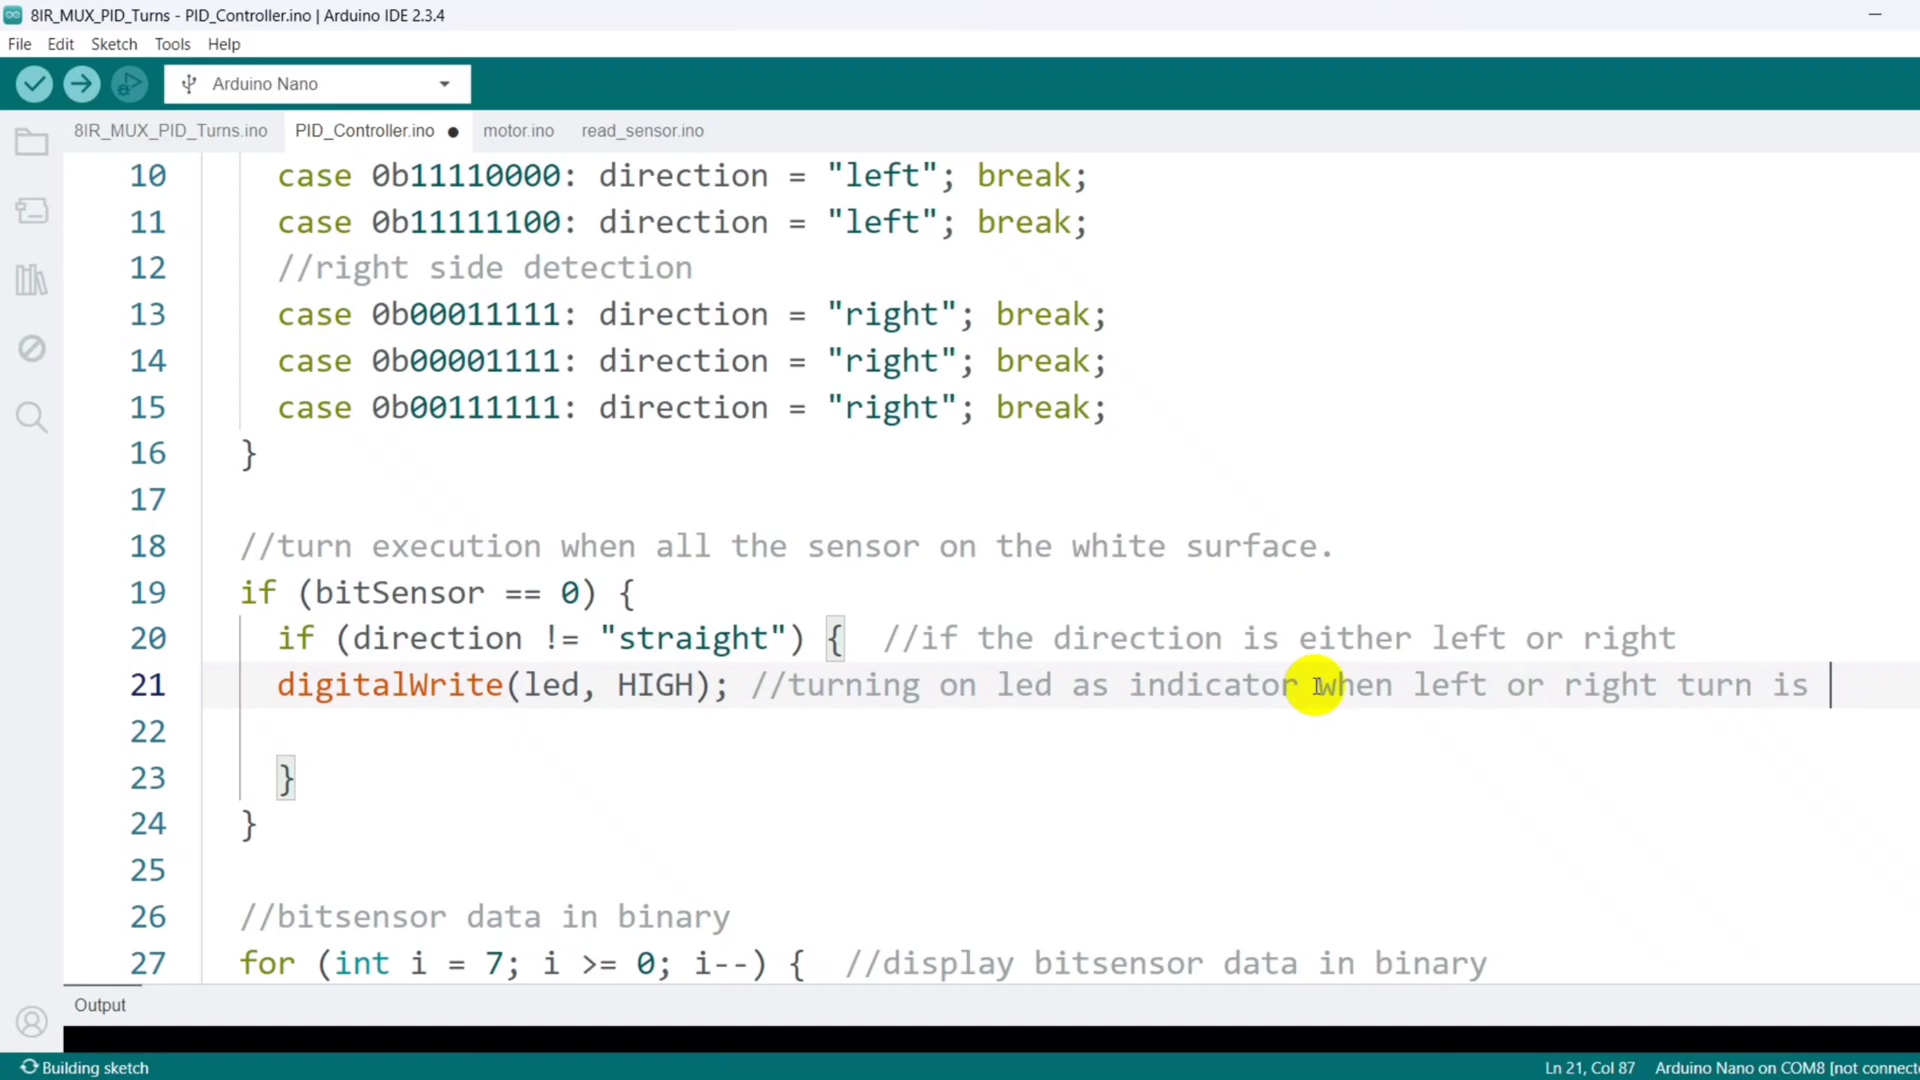 8IR_MUX_PID_Turns - PID_Controller.ino | Arduino IDE 2.3.4
File Edit Sketch Tools Help
Arduino Nano
8IR_MUX_PID_Turns.ino PID_Controller.ino motor.ino read_sensor.ino
10 case 0b11110000: direction = "left"; break;
11 case 0b11111100: direction = "left"; break;
12 //right side detection
13 case 0b00011111: direction = "right"; break;
14 case 0b00001111: direction = "right"; break;
15 case 0b00111111: direction = "right"; break;
16 }
17
18 //turn execution when all the sensor on the white surface.
19 if (bitSensor == 0) {
20 if (direction != "straight") { //if the direction is either left or right
21 digitalWrite(led, HIGH); //turning on led as indicator when left or right turn is
22
23 }
24 }
25
26 //bitsensor data in binary
27 for (int i = 7; i >= 0; i--) { //display bitsensor data in binary
Output
Building sketch Ln 21, Col 87 Arduino Nano on COM8 [not connect